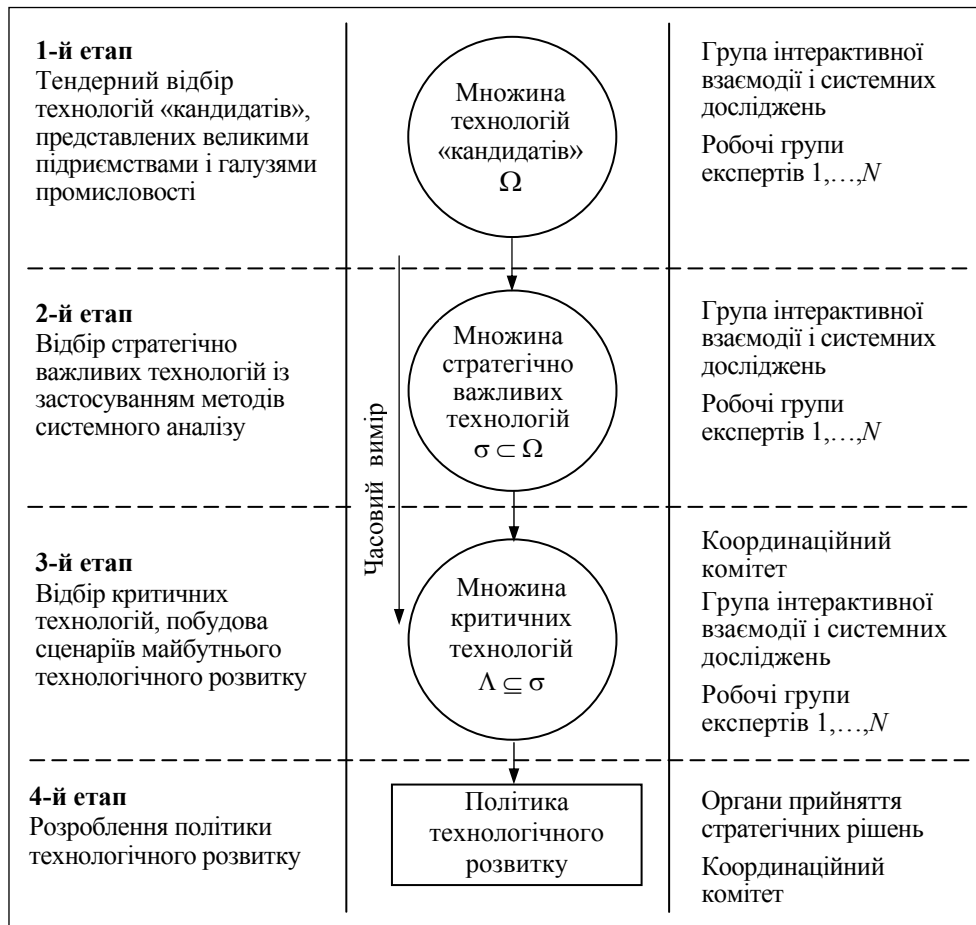 1-й етап
Тендерний відбір
технологій «кандидатів»,
представлених великими
підриємствами і галузями
промисловості
Множина
технологій
«кандидатів»
Ω
Група інтерактивної
взаємодії і системних
досліджень
Робочі групи
експертів 1,…,N
2-й етап
Відбір стратегічно
важливих технологій із
застосуванням методів
системного аналізу
Часовий вимір
Множина
стратегічно
важливих
технологій
σ ⊂ Ω
Група інтерактивної
взаємодії і системних
досліджень
Робочі групи
експертів 1,…,N
3-й етап
Відбір критичних
технологій, побудова
сценаріїв майбутнього
технологічного розвитку
Множина
критичних
технологій
Λ ⊆ σ
Координаційний
комітет
Група інтерактивної
взаємодії і системних
досліджень
Робочі групи
експертів 1,…,N
4-й етап
Розроблення політики
технологічного розвитку
Політика
технологічного
розвитку
Органи прийняття
стратегічних рішень
Координаційний
комітет